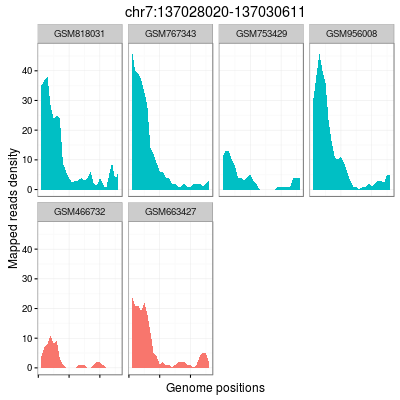 chr7:137028020-137030611
GSM818031 GSM767343 GSM753429 GSM956008
40
30
20
10
0
Mapped reads density
GSM466732 GSM663427
40
30
20
10
0
Genome positions